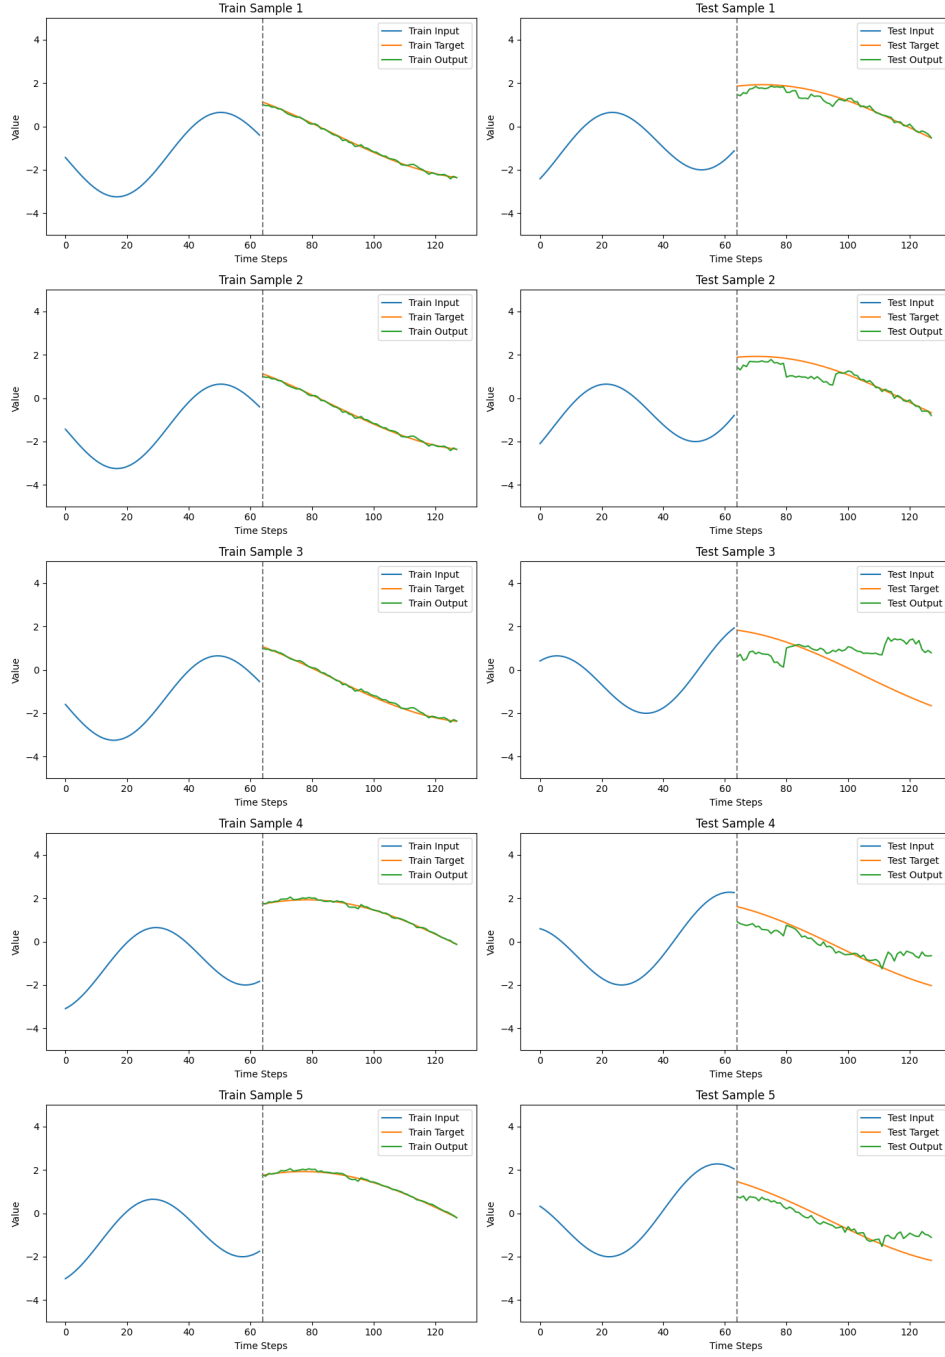 Train Sample 1
Value
4
2
0
−2
−4
0 20 40 60 80 100 120
Time Steps
Train Input
Train Target
Train Output
Test Sample 1
Value
4
2
0
−2
−4
0 20 40 60 80 100 120
Time Steps
Test Input
Test Target
Test Output
Train Sample 2
Value
4
2
0
−2
−4
0 20 40 60 80 100 120
Time Steps
Train Input
Train Target
Train Output
Test Sample 2
Value
4
2
0
−2
−4
0 20 40 60 80 100 120
Time Steps
Test Input
Test Target
Test Output
Train Sample 3
Value
4
2
0
−2
−4
0 20 40 60 80 100 120
Time Steps
Train Input
Train Target
Train Output
Test Sample 3
Value
4
2
0
−2
−4
0 20 40 60 80 100 120
Time Steps
Test Input
Test Target
Test Output
Train Sample 4
Value
4
2
0
−2
−4
0 20 40 60 80 100 120
Time Steps
Train Input
Train Target
Train Output
Test Sample 4
Value
4
2
0
−2
−4
0 20 40 60 80 100 120
Time Steps
Test Input
Test Target
Test Output
Train Sample 5
Value
4
2
0
−2
−4
0 20 40 60 80 100 120
Time Steps
Train Input
Train Target
Train Output
Test Sample 5
Value
4
2
0
−2
−4
0 20 40 60 80 100 120
Time Steps
Test Input
Test Target
Test Output